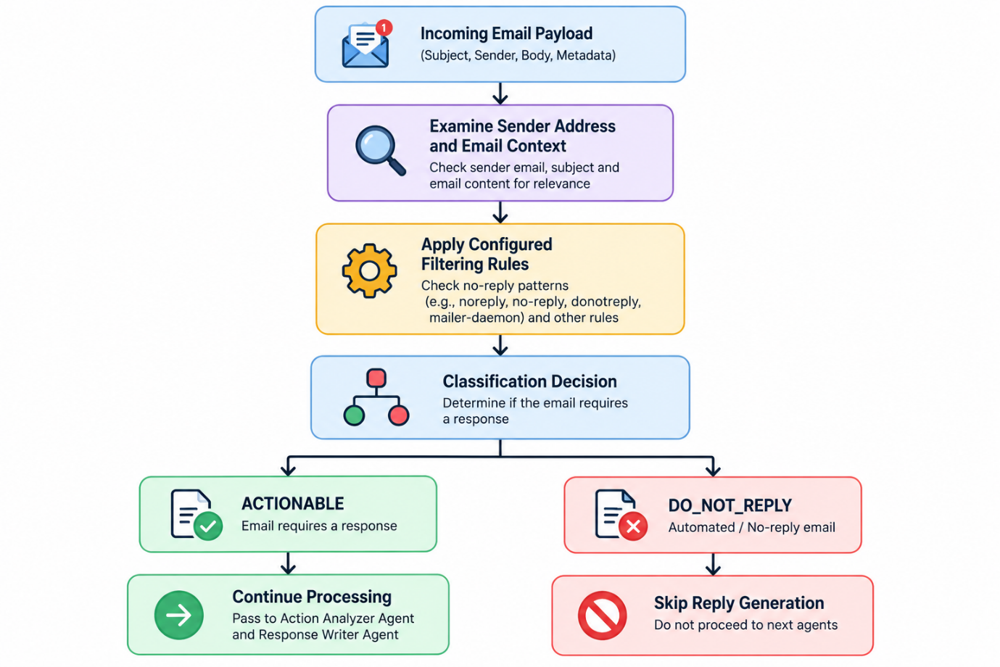 1
Incoming Email Payload
(Subject, Sender, Body, Metadata)
Examine Sender Address
and Email Context
Check sender email, subject and
email content for relevance
Apply Configured
Filtering Rules
Check no-reply patterns
(e.g., noreply, no-reply, donotreply,
mailer-daemon) and other rules
Classification Decision
Determine if the email requires
a response
ACTIONABLE
Email requires a response
DO_NOT_REPLY
Automated / No-reply email
Continue Processing
Pass to Action Analyzer Agent
and Response Writer Agent
Skip Reply Generation
Do not proceed to next agents